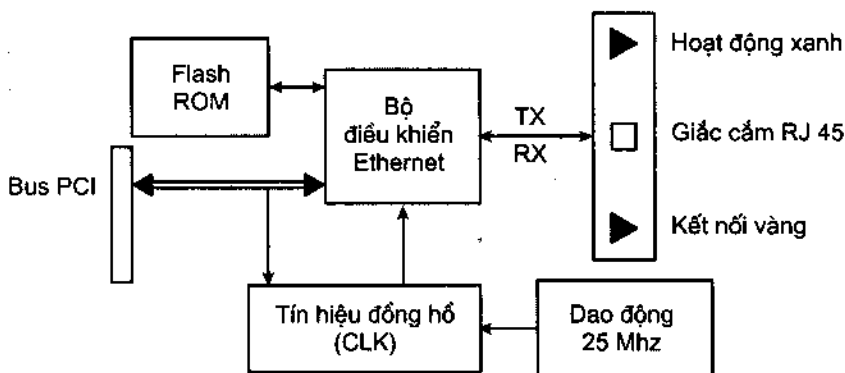 Flash
ROM
Bộ
điều khiển
Ethernet
TX
RX
Hoạt động xanh
Giắc cắm RJ 45
Kết nối vàng
Bus PCI
Tín hiệu đồng hồ
(CLK)
Dao động
25 Mhz